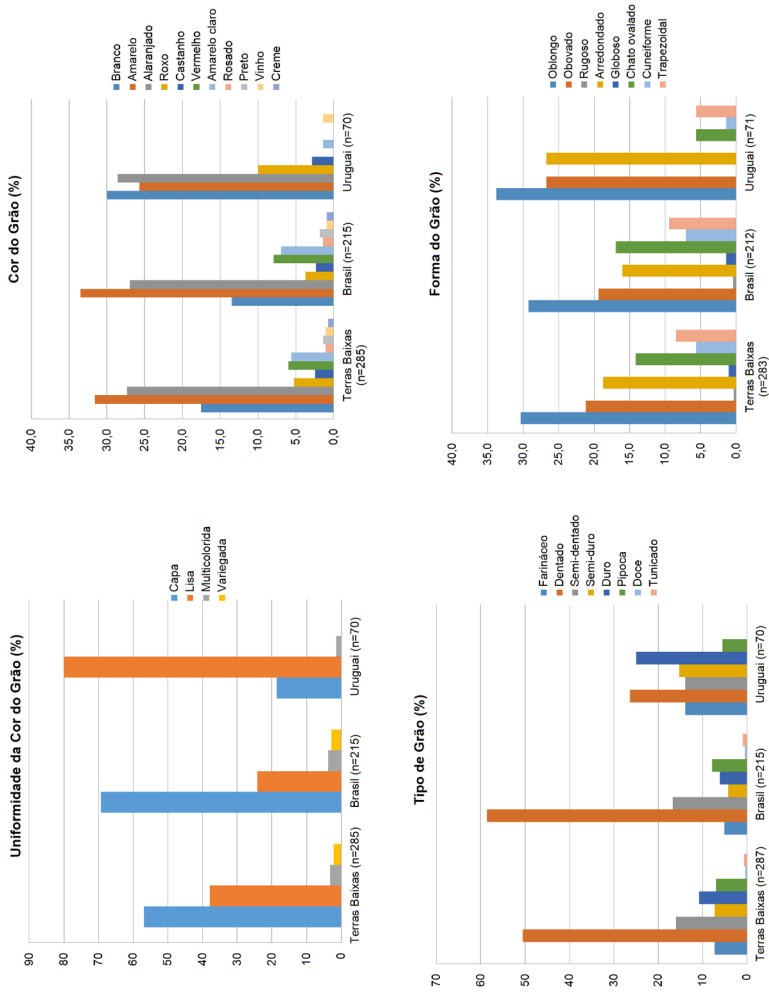 Uniformidade da Cor do Grão (%)
90
80
70
60
50
40
30
20
10
0
Terras Baixas (n=285)
Brasil (n=215)
Uruguai (n=70)
Capa
Lisa
Multicolorida
Variegada
Cor do Grão (%)
40,0
35,0
30,0
25,0
20,0
15,0
10,0
5,0
0,0
Terras Baixas
(n=285)
Brasil (n=215)
Uruguai (n=70)
Branco
Amarelo
Alaranjado
Roxo
Castanho
Vermelho
Amarelo claro
Rosado
Preto
Vinho
Creme
Tipo de Grão (%)
70
60
50
40
30
20
10
0
Terras Baixas (n=287)
Brasil (n=215)
Uruguai (n=70)
Farináceo
Dentado
Semi-dentado
Semi-duro
Duro
Pipoca
Doce
Tunicado
Forma do Grão (%)
40,0
35,0
30,0
25,0
20,0
15,0
10,0
5,0
0,0
Terras Baixas
(n=283)
Brasil (n=212)
Uruguai (n=71)
Oblongo
Obovado
Rugoso
Arredondado
Globoso
Chato ovalado
Cuneiforme
Trapezoidal